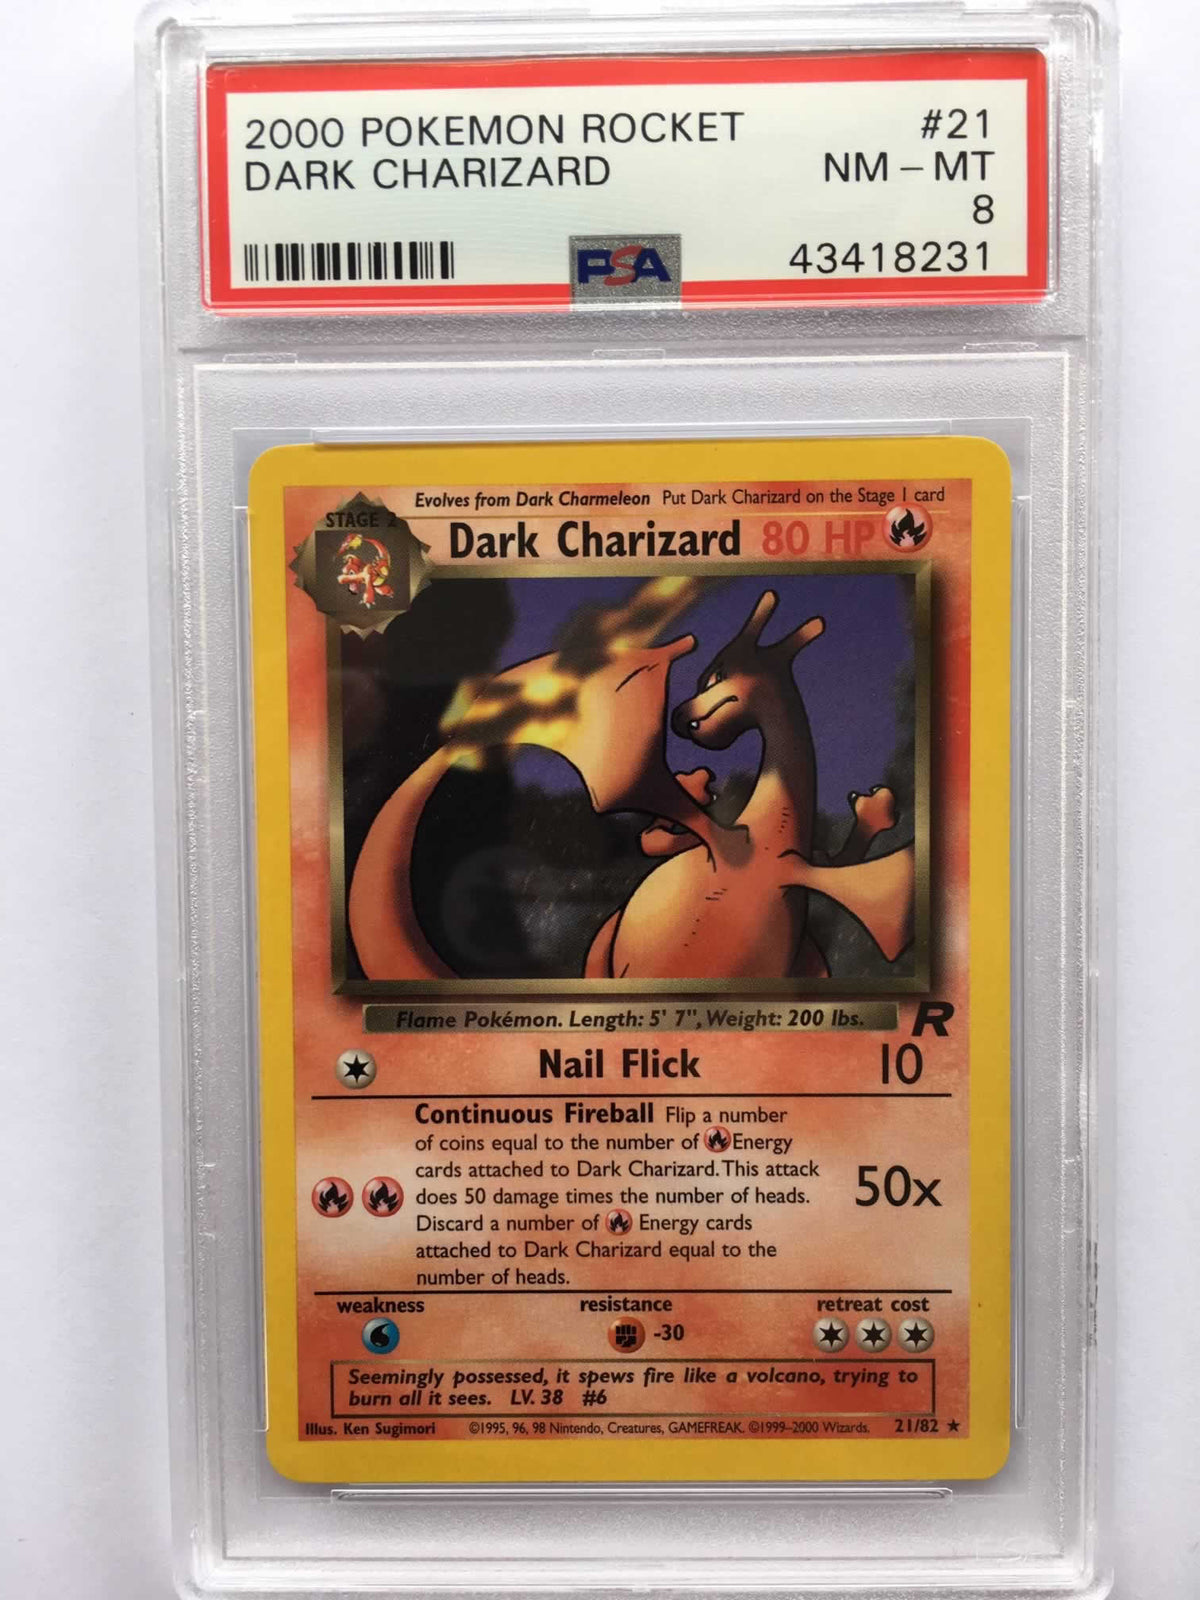 2000 POKEMON ROCKET #21
DARK CHARIZARD NM - MT
8
PSA 43418231
Evolves from Dark Charmeleon Put Dark Charizard on the Stage 1 card
STAGE 2
Dark Charizard 80 HP
Flame Pokémon. Length: 5' 7", Weight: 200 lbs.
R
Nail Flick 10
Continuous Fireball Flip a number
of coins equal to the number of Energy
cards attached to Dark Charizard. This attack
does 50 damage times the number of heads. 50x
Discard a number of Energy cards
attached to Dark Charizard equal to the
number of heads.
weakness resistance retreat cost
-30
Seemingly possessed, it spews fire like a volcano, trying to
burn all it sees. LV. 38 #6
Illus. Ken Sugimori ©1995, 96, 98 Nintendo, Creatures, GAMEFREAK. ©1999-2000 Wizards. 21/82 ★